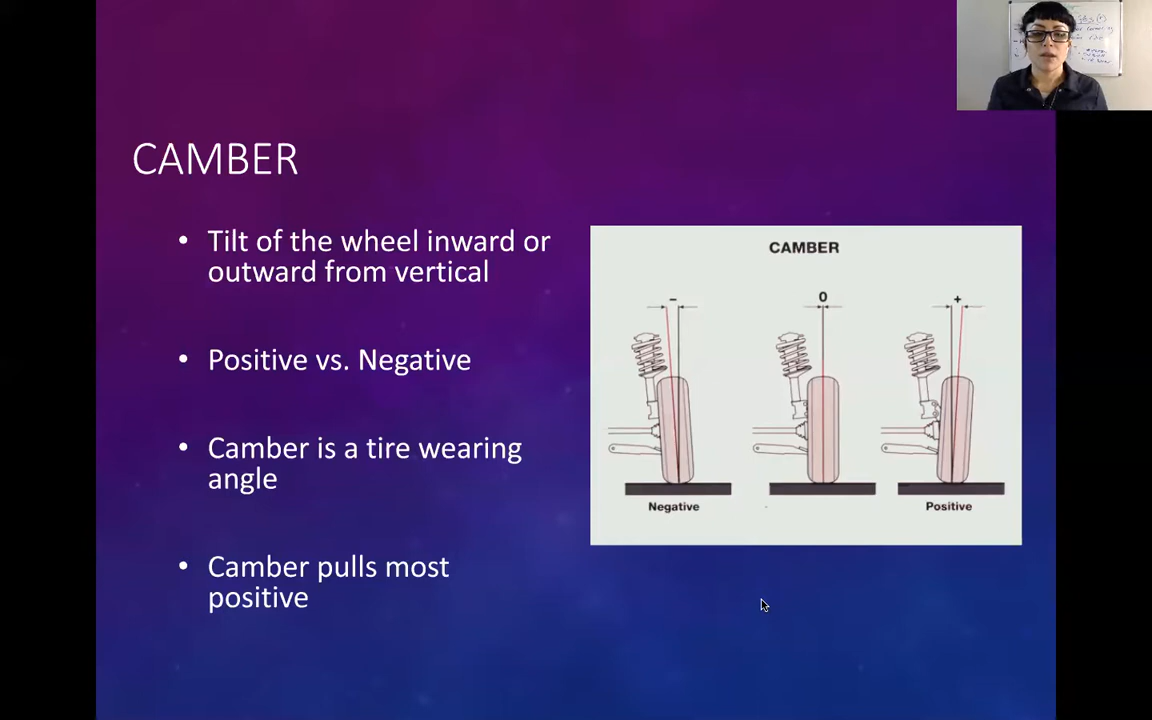 CAMBER
• Tilt of the wheel inward or
outward from vertical
• Positive vs. Negative
• Camber is a tire wearing
angle
• Camber pulls most
positive
CAMBER
- 0 +
Negative Positive